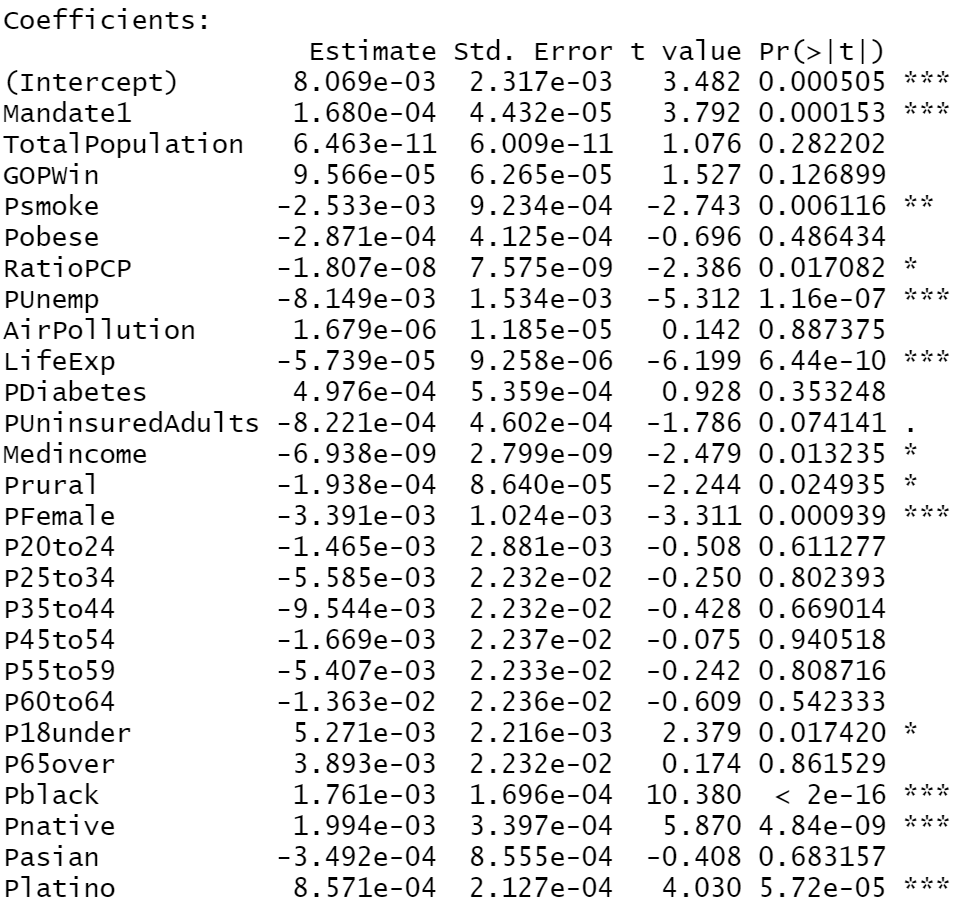 Coefficients:
                  Estimate Std. Error t value Pr(>|t|)
(Intercept)      8.069e-03  2.317e-03   3.482 0.000505 ***
Mandate1         1.680e-04  4.432e-05   3.792 0.000153 ***
TotalPopulation  6.463e-11  6.009e-11   1.076 0.282202
GOPWin           9.566e-05  6.265e-05   1.527 0.126899
Psmoke          -2.533e-03  9.234e-04  -2.743 0.006116 **
Pobese          -2.871e-04  4.125e-04  -0.696 0.486434
RatioPCP        -1.807e-08  7.575e-09  -2.386 0.017082 *
PUnemp          -8.149e-03  1.534e-03  -5.312 1.16e-07 ***
AirPollution     1.679e-06  1.185e-05   0.142 0.887375
LifeExp         -5.739e-05  9.258e-06  -6.199 6.44e-10 ***
PDiabetes        4.976e-04  5.359e-04   0.928 0.353248
PUninsuredAdults -8.221e-04  4.602e-04  -1.786 0.074141 .
Medincome       -6.938e-09  2.799e-09  -2.479 0.013235 *
Prural          -1.938e-04  8.640e-05  -2.244 0.024935 *
PFemale         -3.391e-03  1.024e-03  -3.311 0.000939 ***
P20to24         -1.465e-03  2.881e-03  -0.508 0.611277
P25to34         -5.585e-03  2.232e-02  -0.250 0.802393
P35to44         -9.544e-03  2.232e-02  -0.428 0.669014
P45to54         -1.669e-03  2.237e-02  -0.075 0.940518
P55to59         -5.407e-03  2.233e-02  -0.242 0.808716
P60to64         -1.363e-02  2.236e-02  -0.609 0.542333
P18under         5.271e-03  2.216e-03   2.379 0.017420 *
P65over          3.893e-03  2.232e-02   0.174 0.861529
Pblack           1.761e-03  1.696e-04  10.380  < 2e-16 ***
Pnative          1.994e-03  3.397e-04   5.870 4.84e-09 ***
Pasian          -3.492e-04  8.555e-04  -0.408 0.683157
Platino          8.571e-04  2.127e-04   4.030 5.72e-05 ***